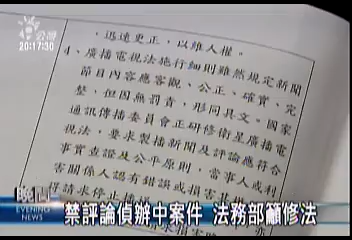 公視
20:17:30
迅速更正，以維人權。
4、廣播電視法施行細則雖然規定新聞
節目內容應客觀、公正、確實、完
整，但因無罰責，形同具文。國家
通訊傳播委員會正研修衛星廣播電
視法，要求製播新聞及評論應符合
事實查證及公平原則，當事人或利
害關係人認有錯誤或損害
得請求停止
晚間
EVENING
NEWS
禁評論偵辦中案件 法務部籲修法